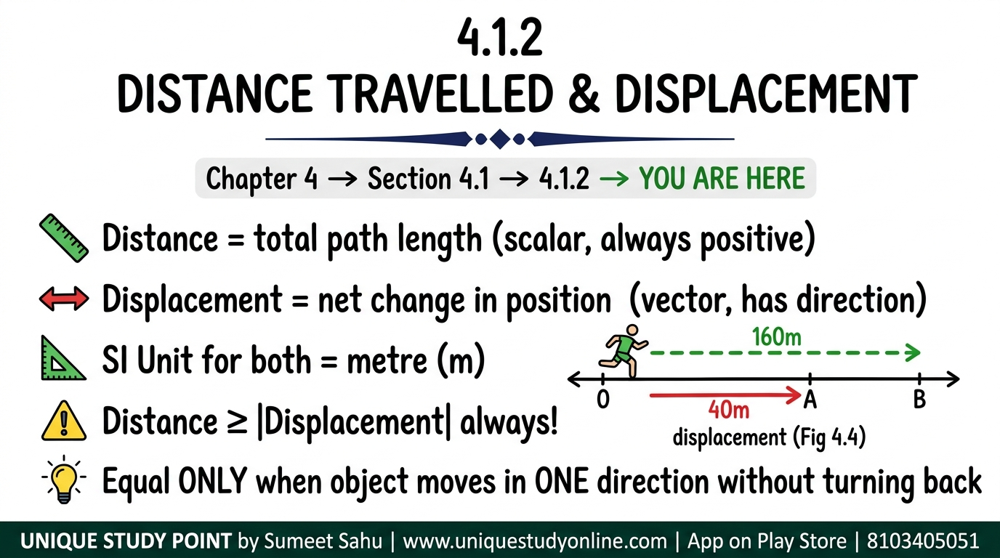 4.1.2
DISTANCE TRAVELLED & DISPLACEMENT
Chapter 4 → Section 4.1 → 4.1.2 → YOU ARE HERE
Distance = total path length (scalar, always positive)
Displacement = net change in position (vector, has direction)
SI Unit for both = metre (m)
160m
O A B
40m
displacement (Fig 4.4)
Distance ≥ |Displacement| always!
Equal ONLY when object moves in ONE direction without turning back
UNIQUE STUDY POINT by Sumeet Sahu | www.uniquestudyonline.com | App on Play Store | 8103405051